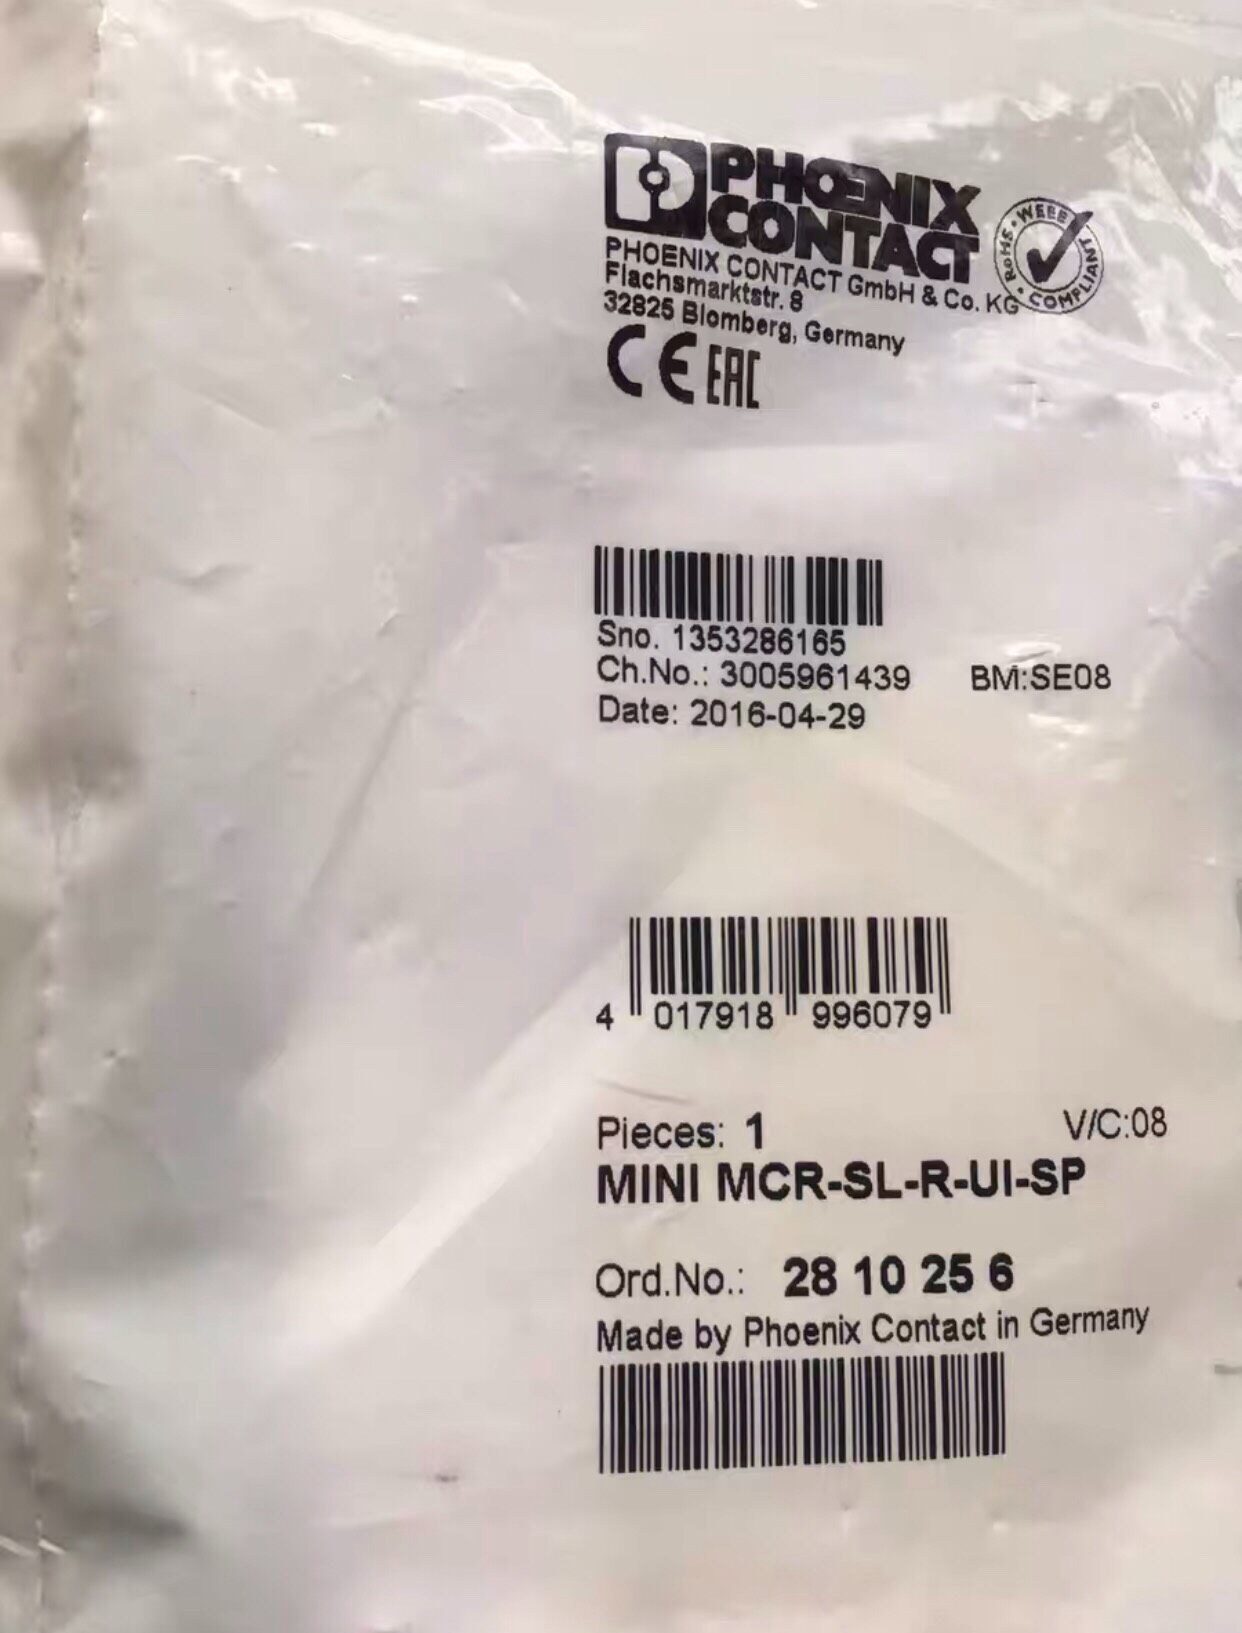 PHOENIX
CONTACT
WEEE
RoHS
COMPLIANT
PHOENIX CONTACT GmbH & Co. KG
Flachsmarktstr. 8
32825 Blomberg, Germany
CE EAC
Sno. 1353286165
Ch.No.: 3005961439 BM:SE08
Date: 2016-04-29
4 017918 996079
Pieces: 1 V/C:08
MINI MCR-SL-R-UI-SP
Ord.No.: 28 10 25 6
Made by Phoenix Contact in Germany